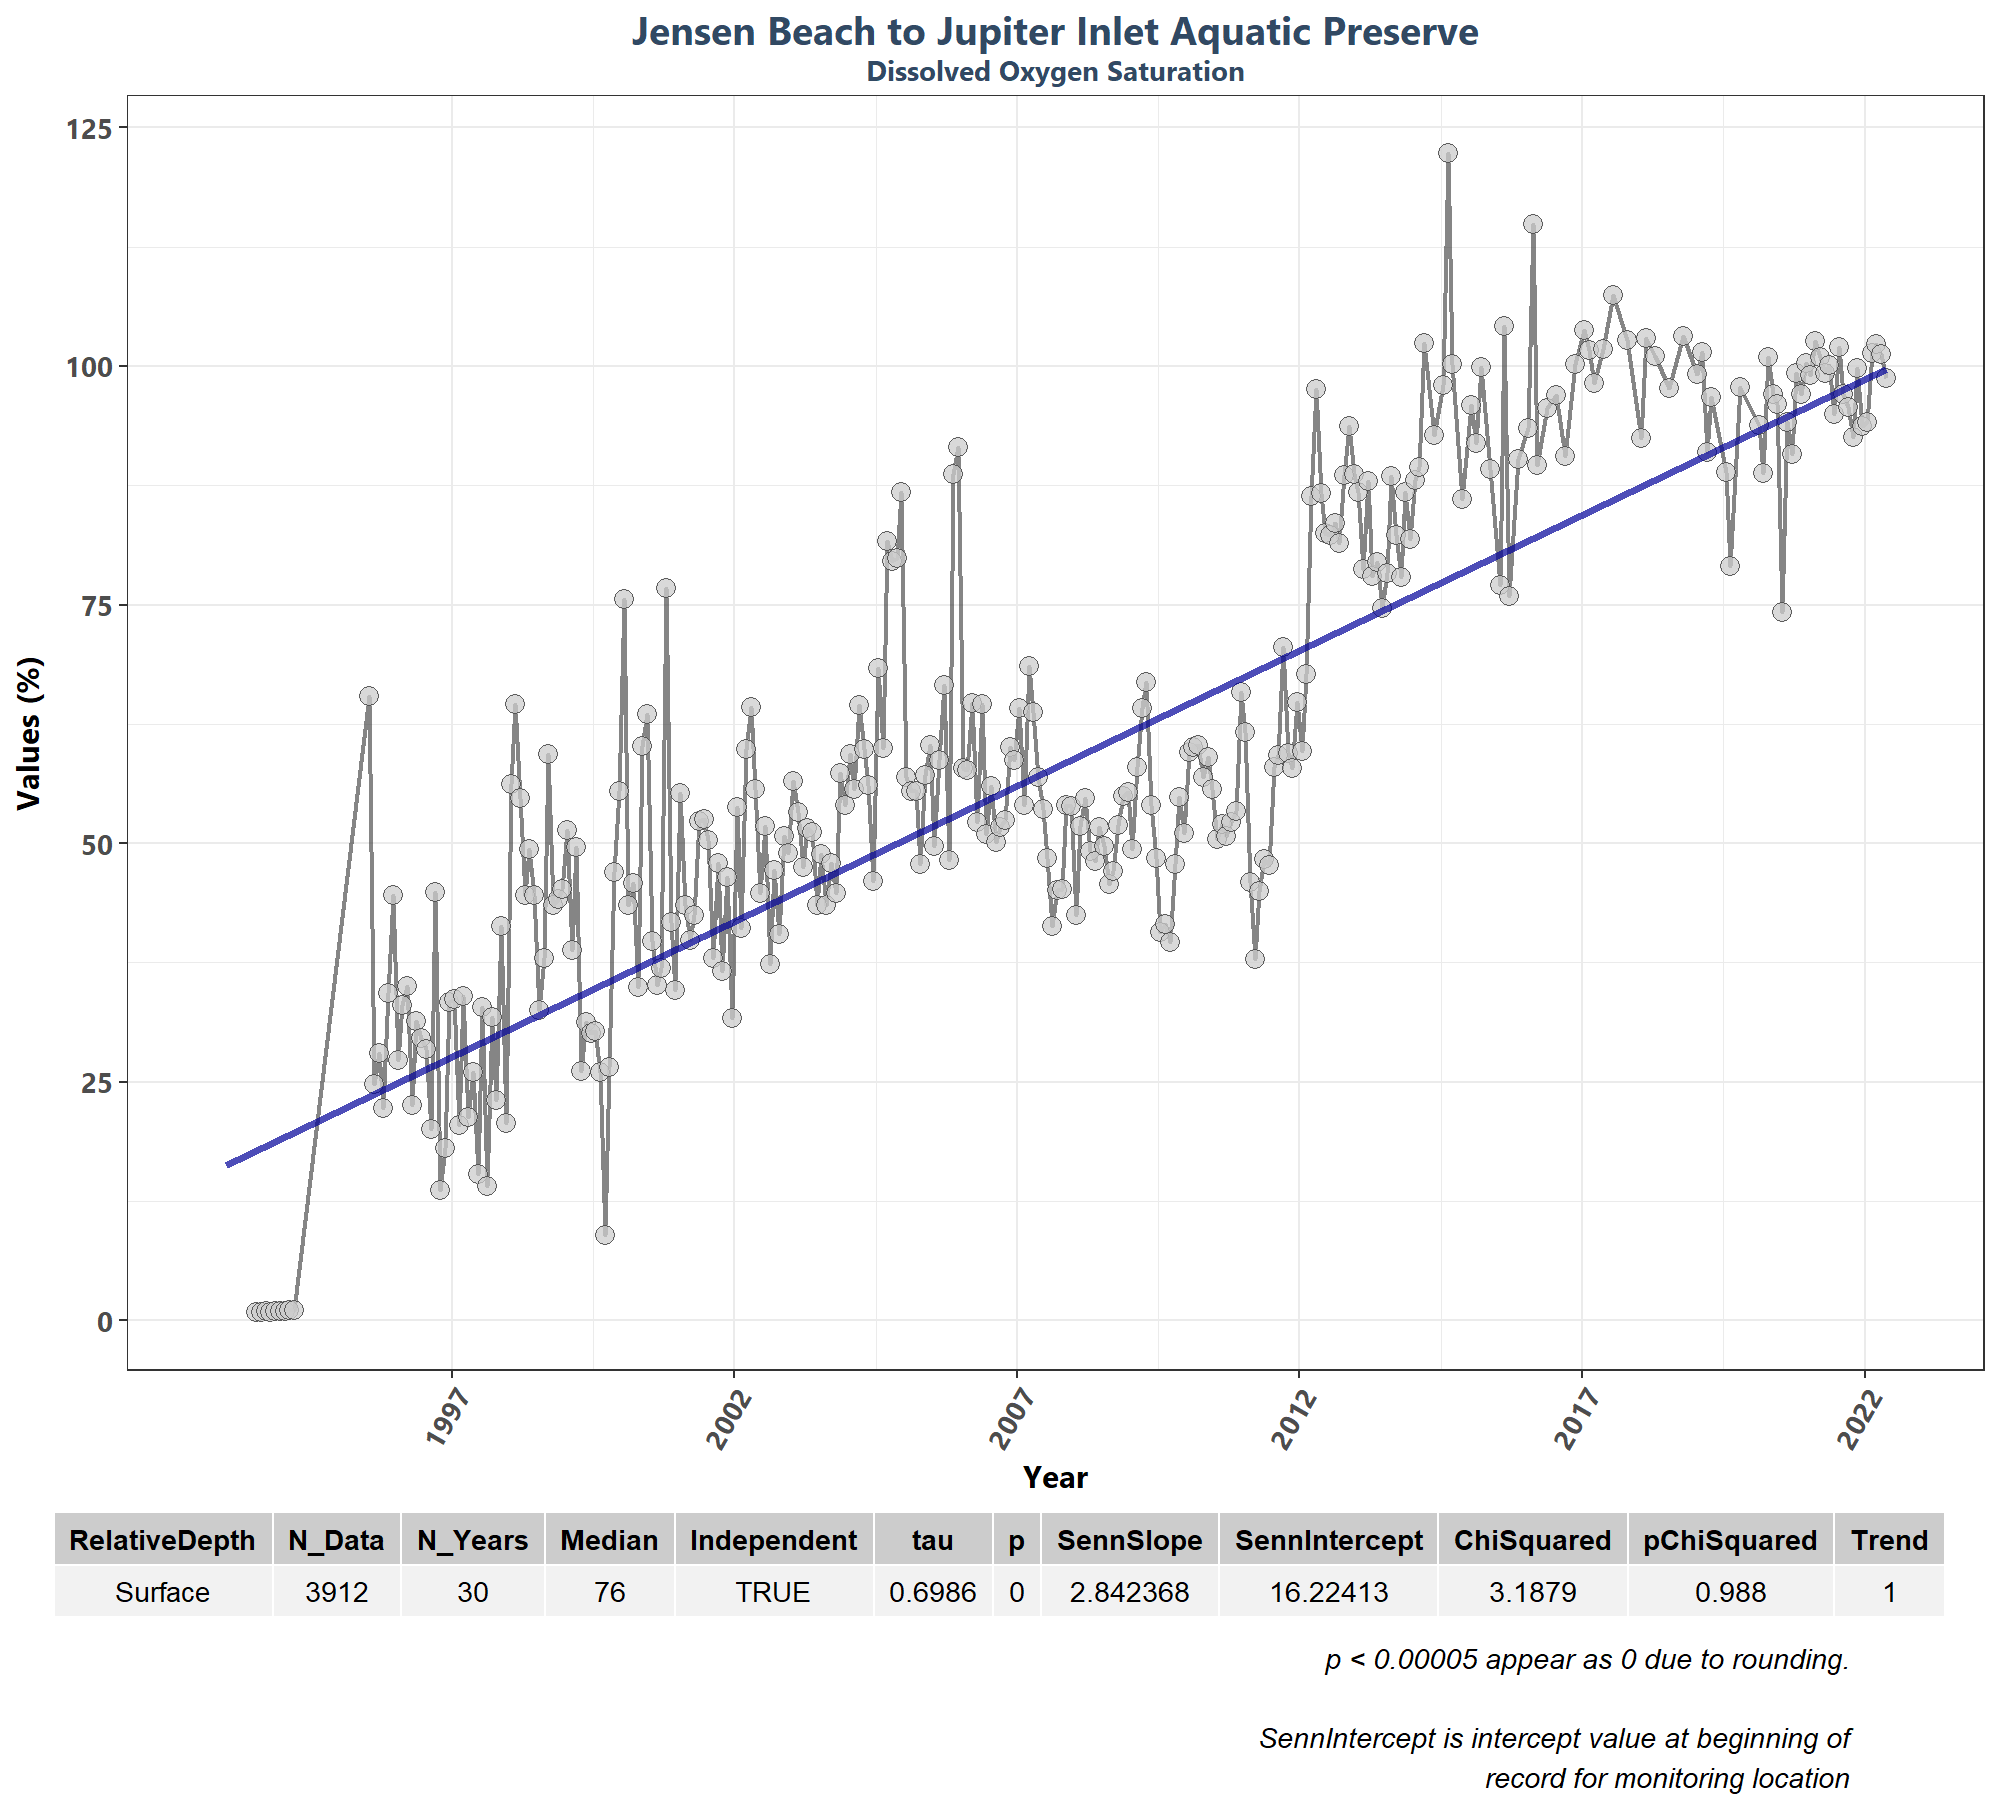 Jensen Beach to Jupiter Inlet Aquatic Preserve
Dissolved Oxygen Saturation
125
100
75
50
25
0
Values (%)
1997
2002
2007
2012
2017
2022
Year
RelativeDepth N_Data N_Years Median Independent tau p SennSlope SennIntercept ChiSquared pChiSquared Trend
Surface 3912 30 76 TRUE 0.6986 0 2.842368 16.22413 3.1879 0.988 1
p < 0.00005 appear as 0 due to rounding.
SennIntercept is intercept value at beginning of
record for monitoring location